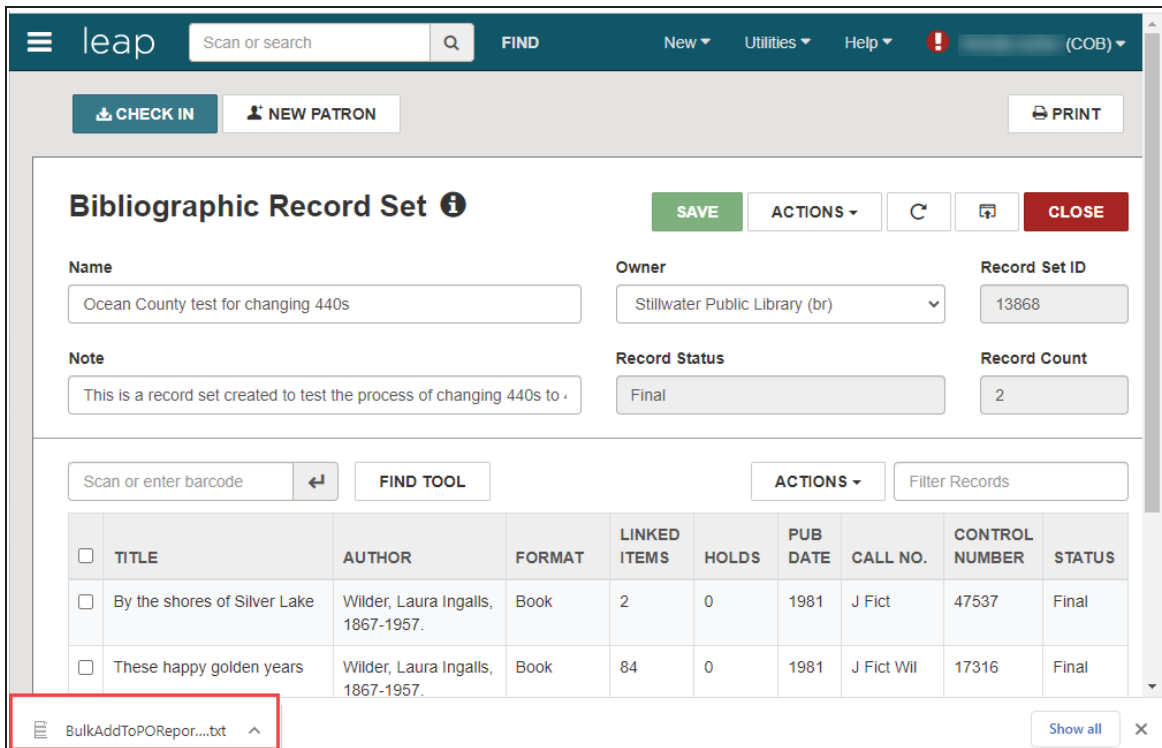 leap Scan or search FIND New Utilities Help (COB)
CHECK IN NEW PATRON PRINT
Bibliographic Record Set SAVE ACTIONS CLOSE
Name Owner Record Set ID
Ocean County test for changing 440s Stillwater Public Library (br) 13868
Note Record Status Record Count
This is a record set created to test the process of changing 440s to Final 2
Scan or enter barcode FIND TOOL ACTIONS Filter Records
LINKED PUB CONTROL
TITLE AUTHOR FORMAT ITEMS HOLDS DATE CALL NO. NUMBER STATUS
By the shores of Silver Lake Wilder, Laura Ingalls, Book 2 0 1981 J Fict 47537 Final
1867-1957.
These happy golden years Wilder, Laura Ingalls, Book 84 0 1981 J Fict Wil 17316 Final
1867-1957.
BulkAddToPORepor....txt Show all